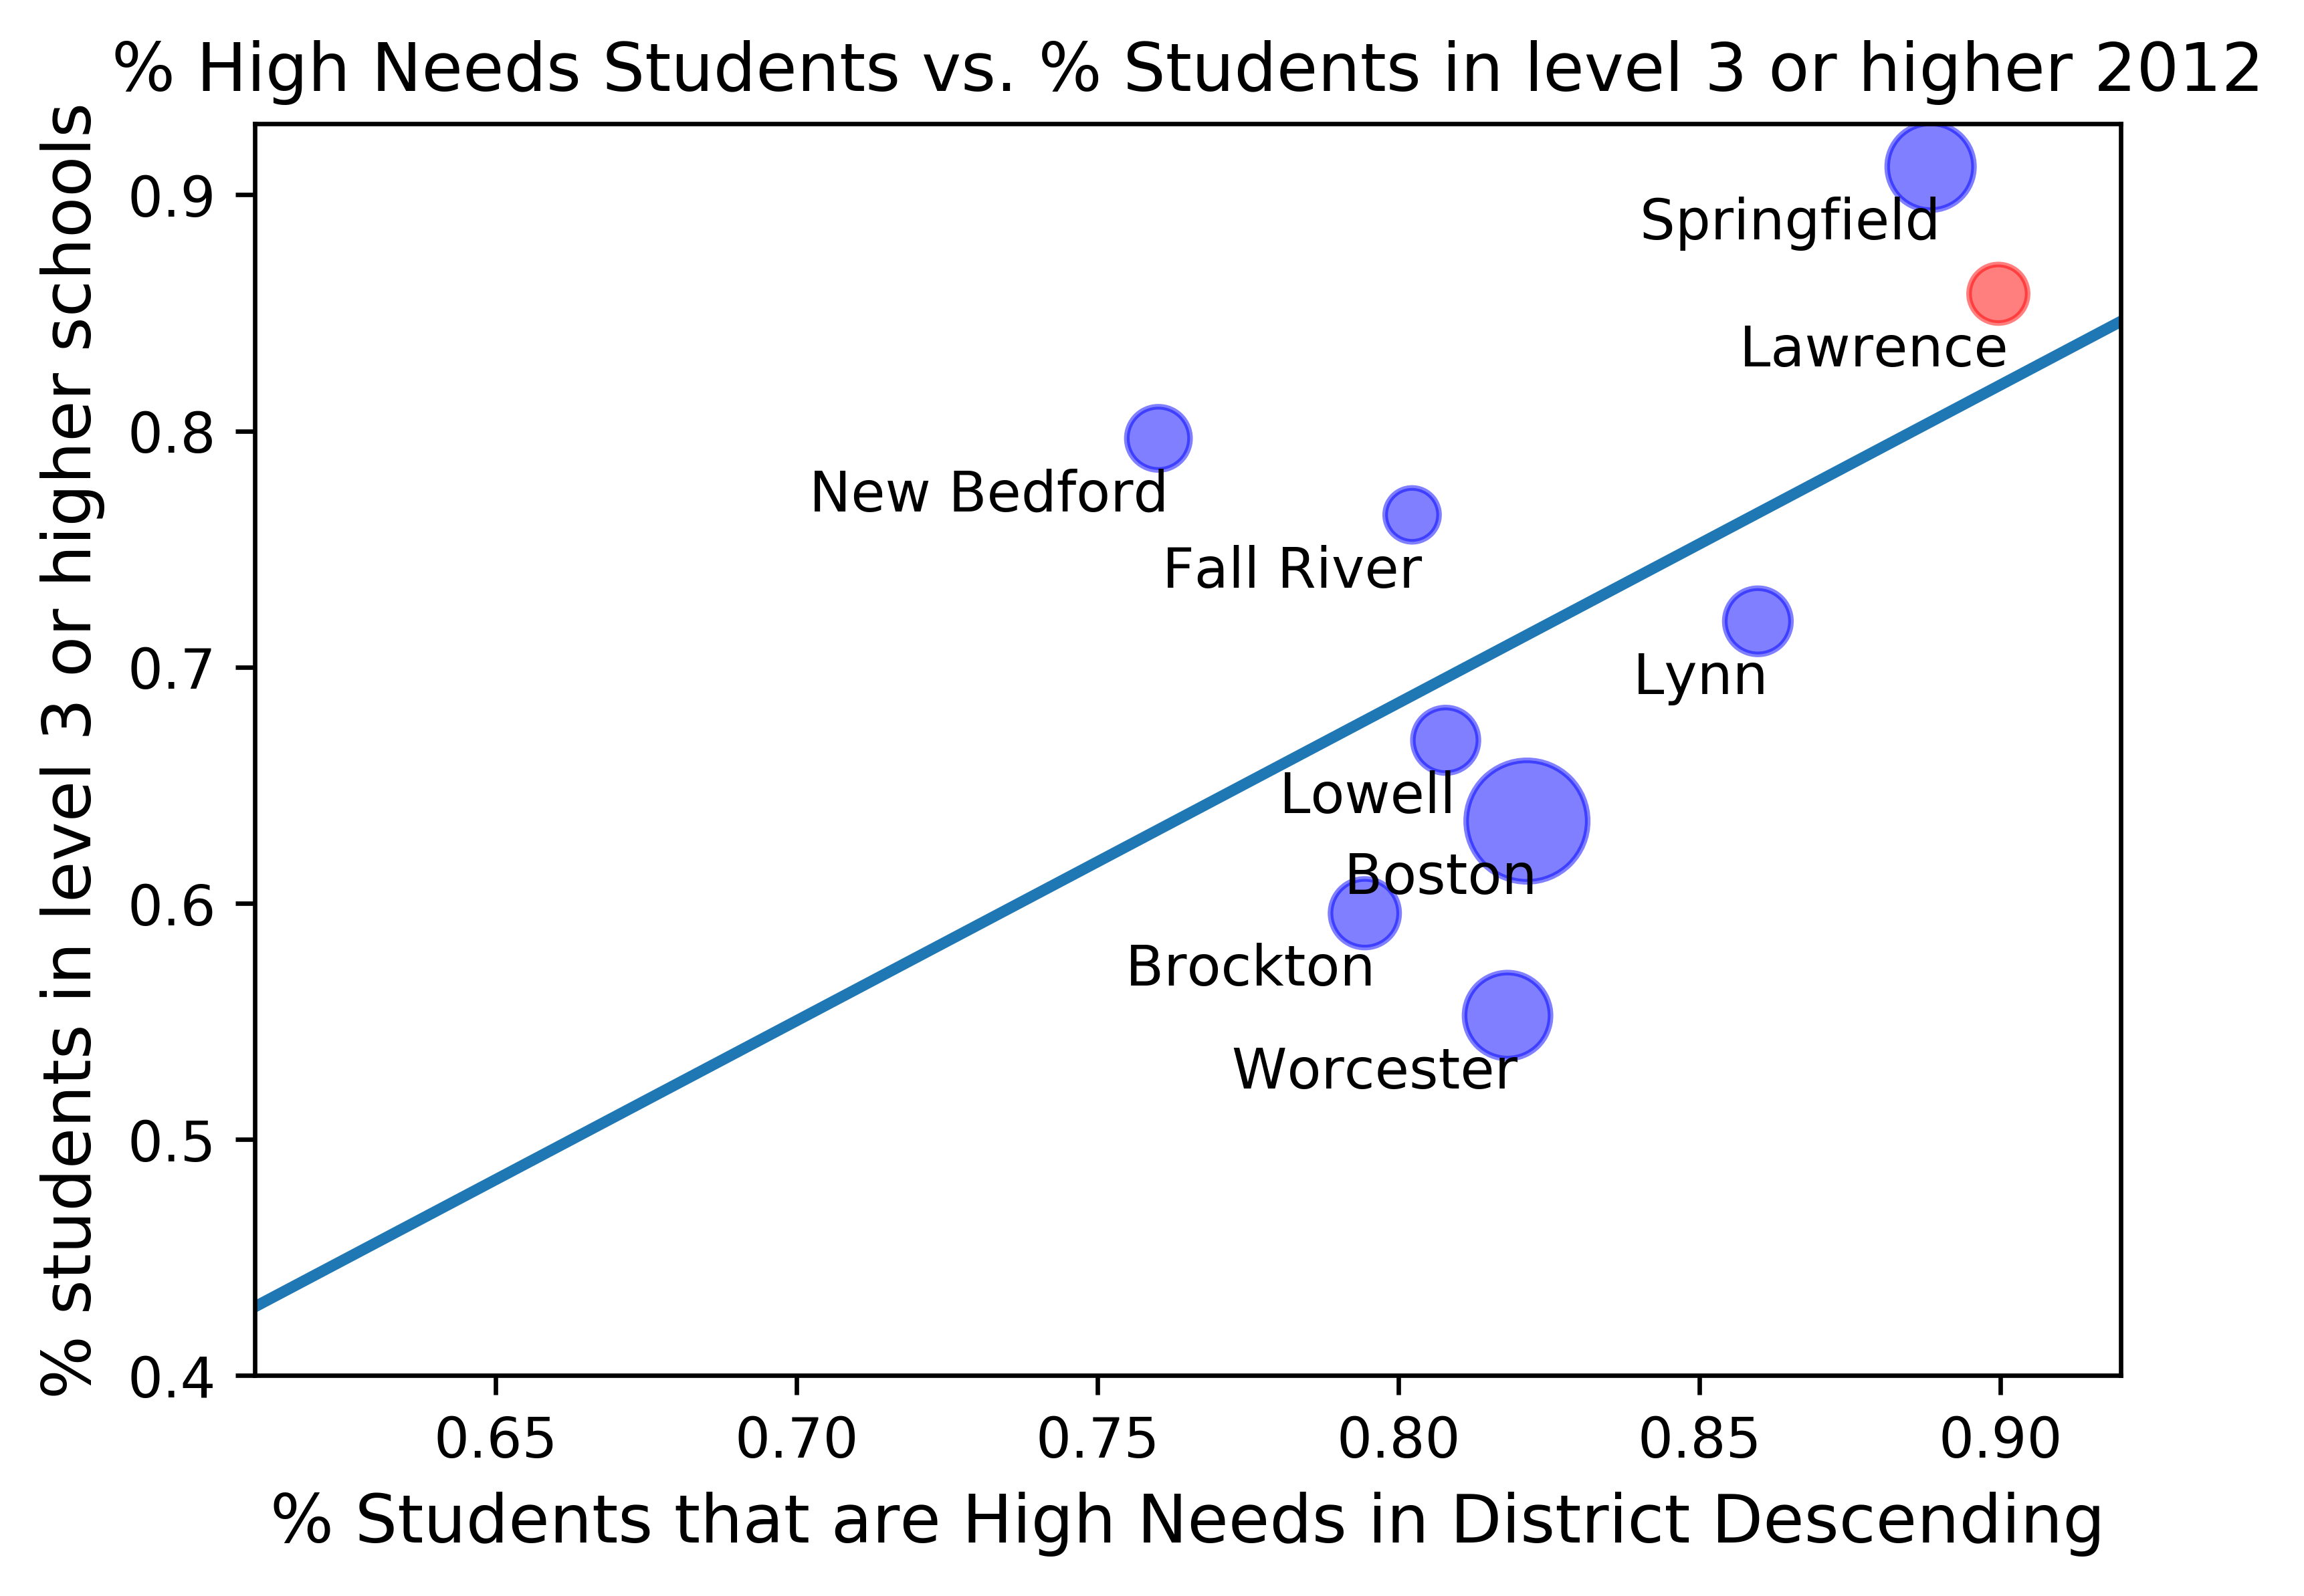 % High Needs Students vs. % Students in level 3 or higher 2012
% students in level 3 or higher schools
0.9
0.8
0.7
0.6
0.5
0.4
Springfield
Lawrence
New Bedford
Fall River
Lynn
Lowell
Boston
Brockton
Worcester
0.65 0.70 0.75 0.80 0.85 0.90
% Students that are High Needs in District Descending